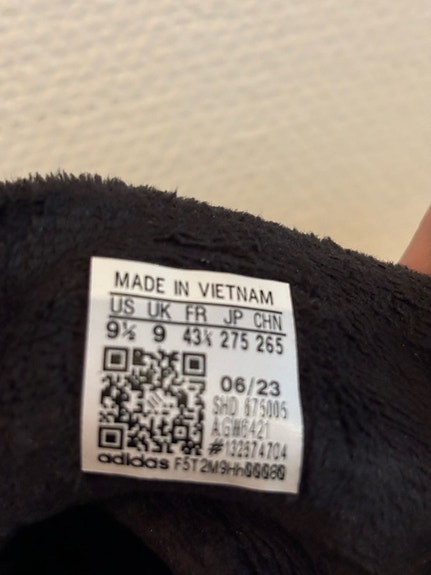 MADE IN VIETNAM
US UK FR JP CHN
9½ 9 43⅓ 275 265
06/23
SHD 675005
AGW6421
#132674704
adidas F5T2M9Hh00080